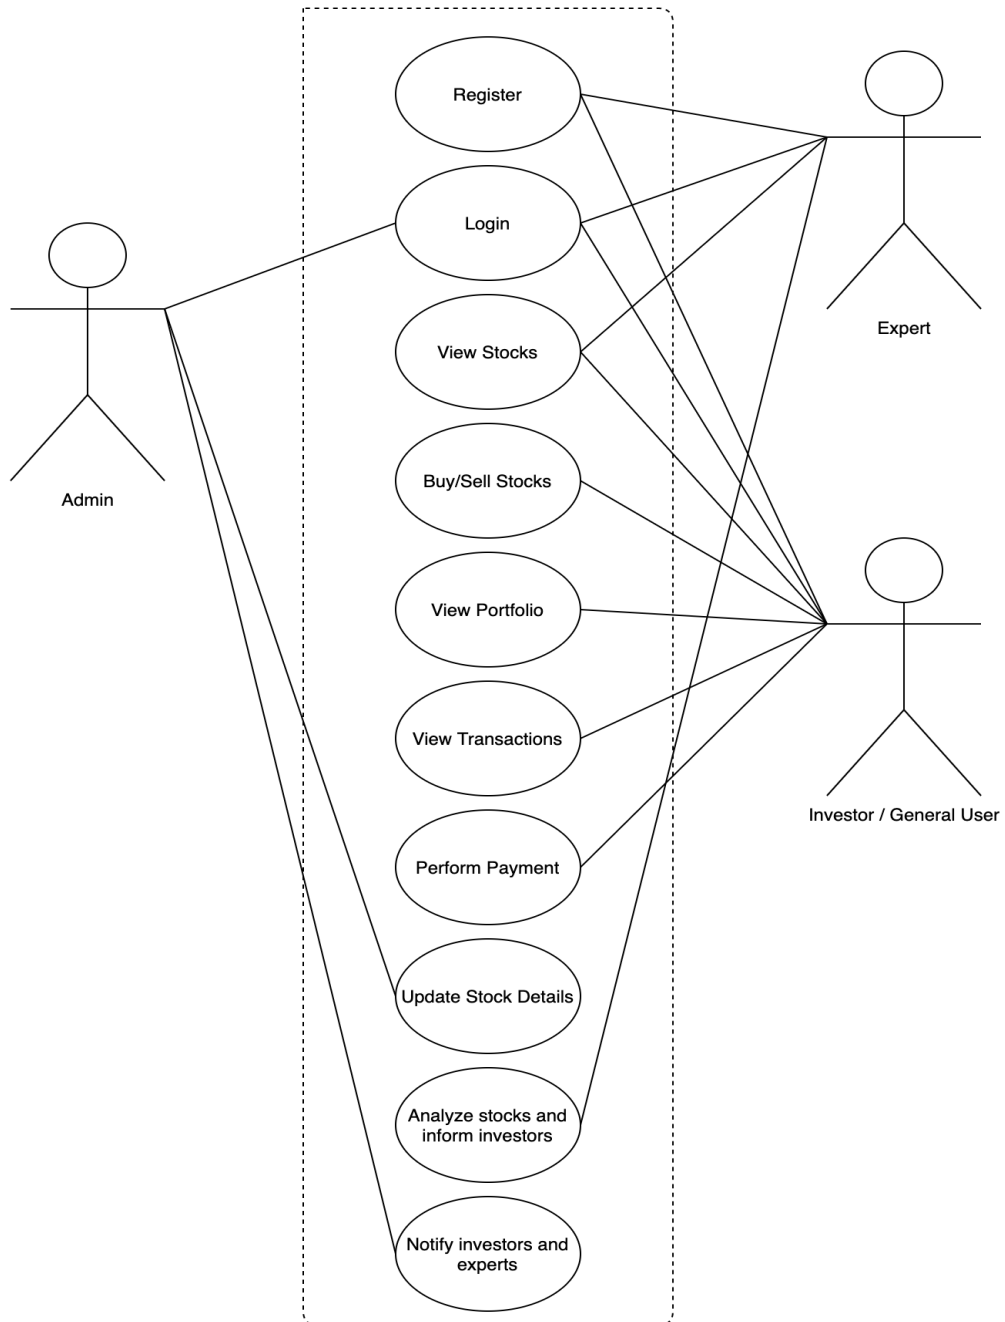 Register
Login
View Stocks
Buy/Sell Stocks
View Portfolio
View Transactions
Perform Payment
Update Stock Details
Analyze stocks and
inform investors
Notify investors and
experts
Admin
Expert
Investor / General User